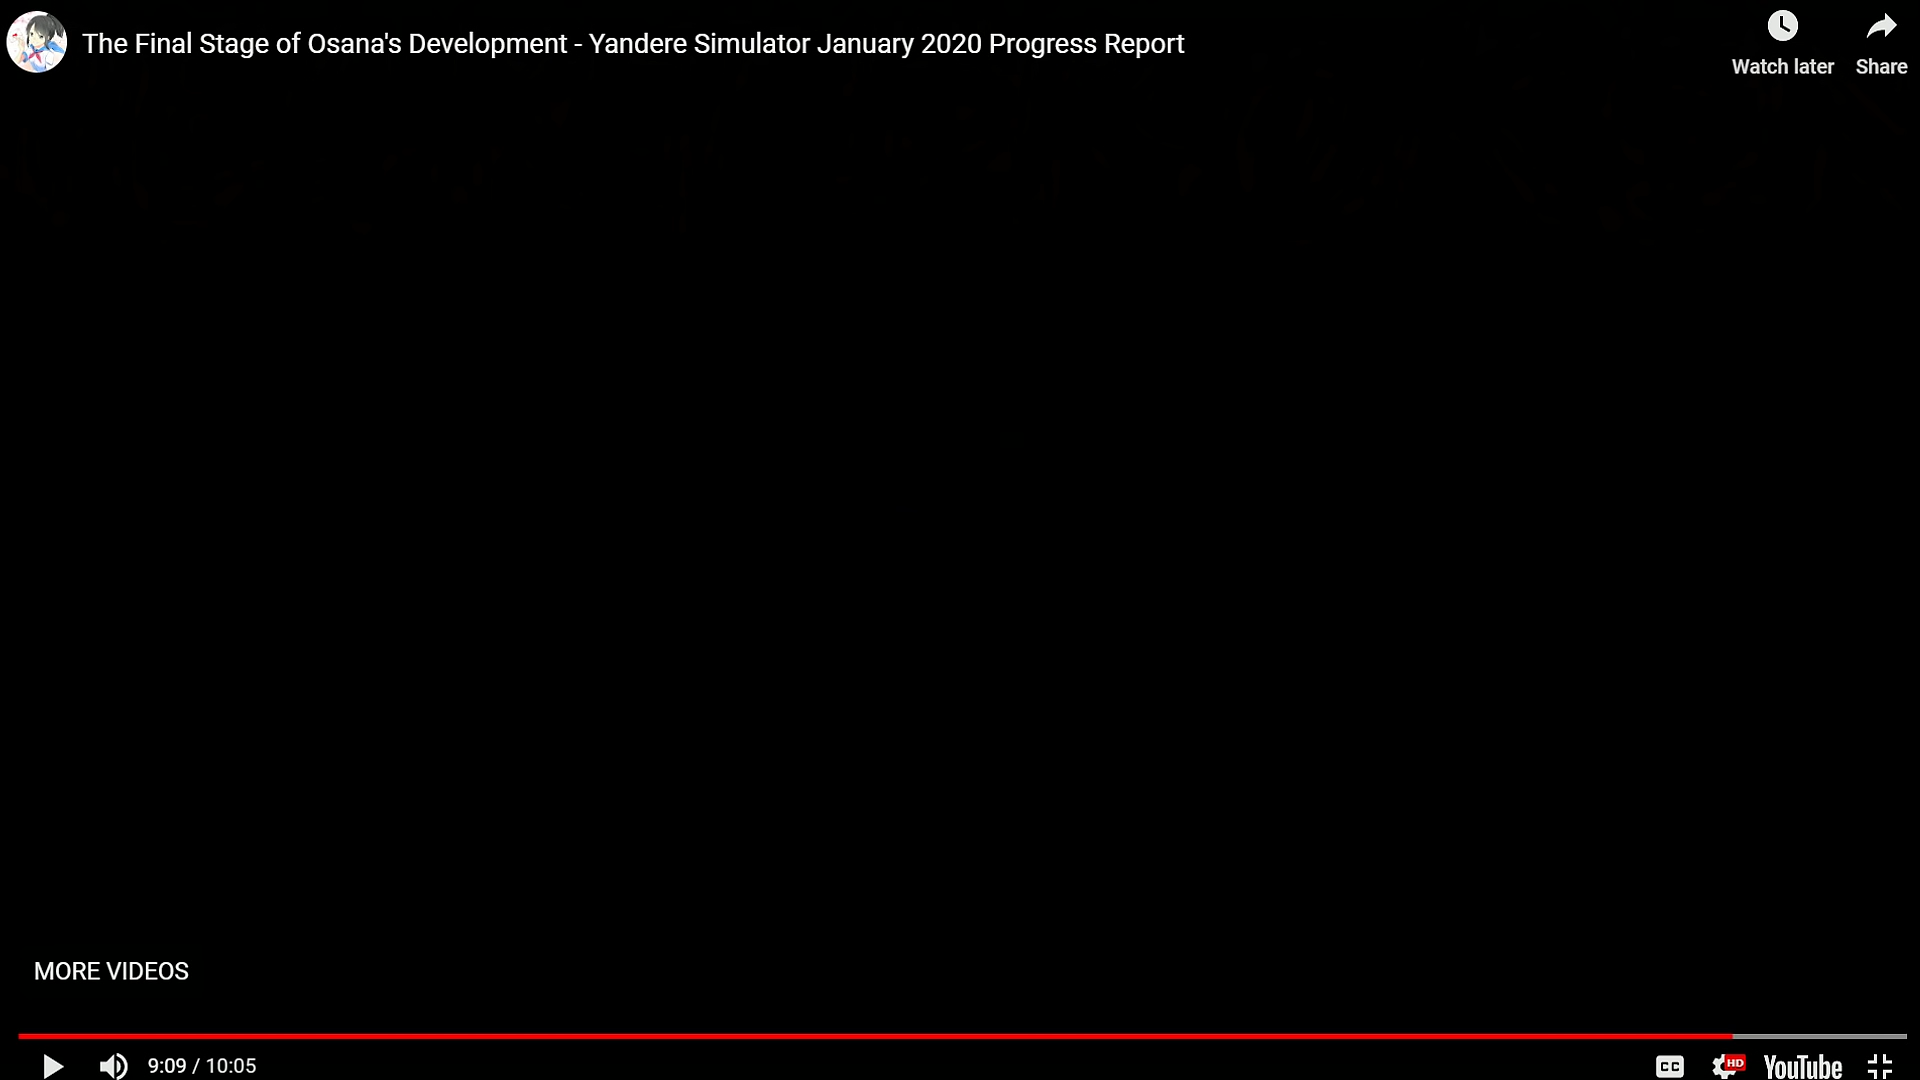 The Final Stage of Osana's Development - Yandere Simulator January 2020 Progress Report
Watch later
Share
MORE VIDEOS
9:09 / 10:05
CC
HD
YouTube